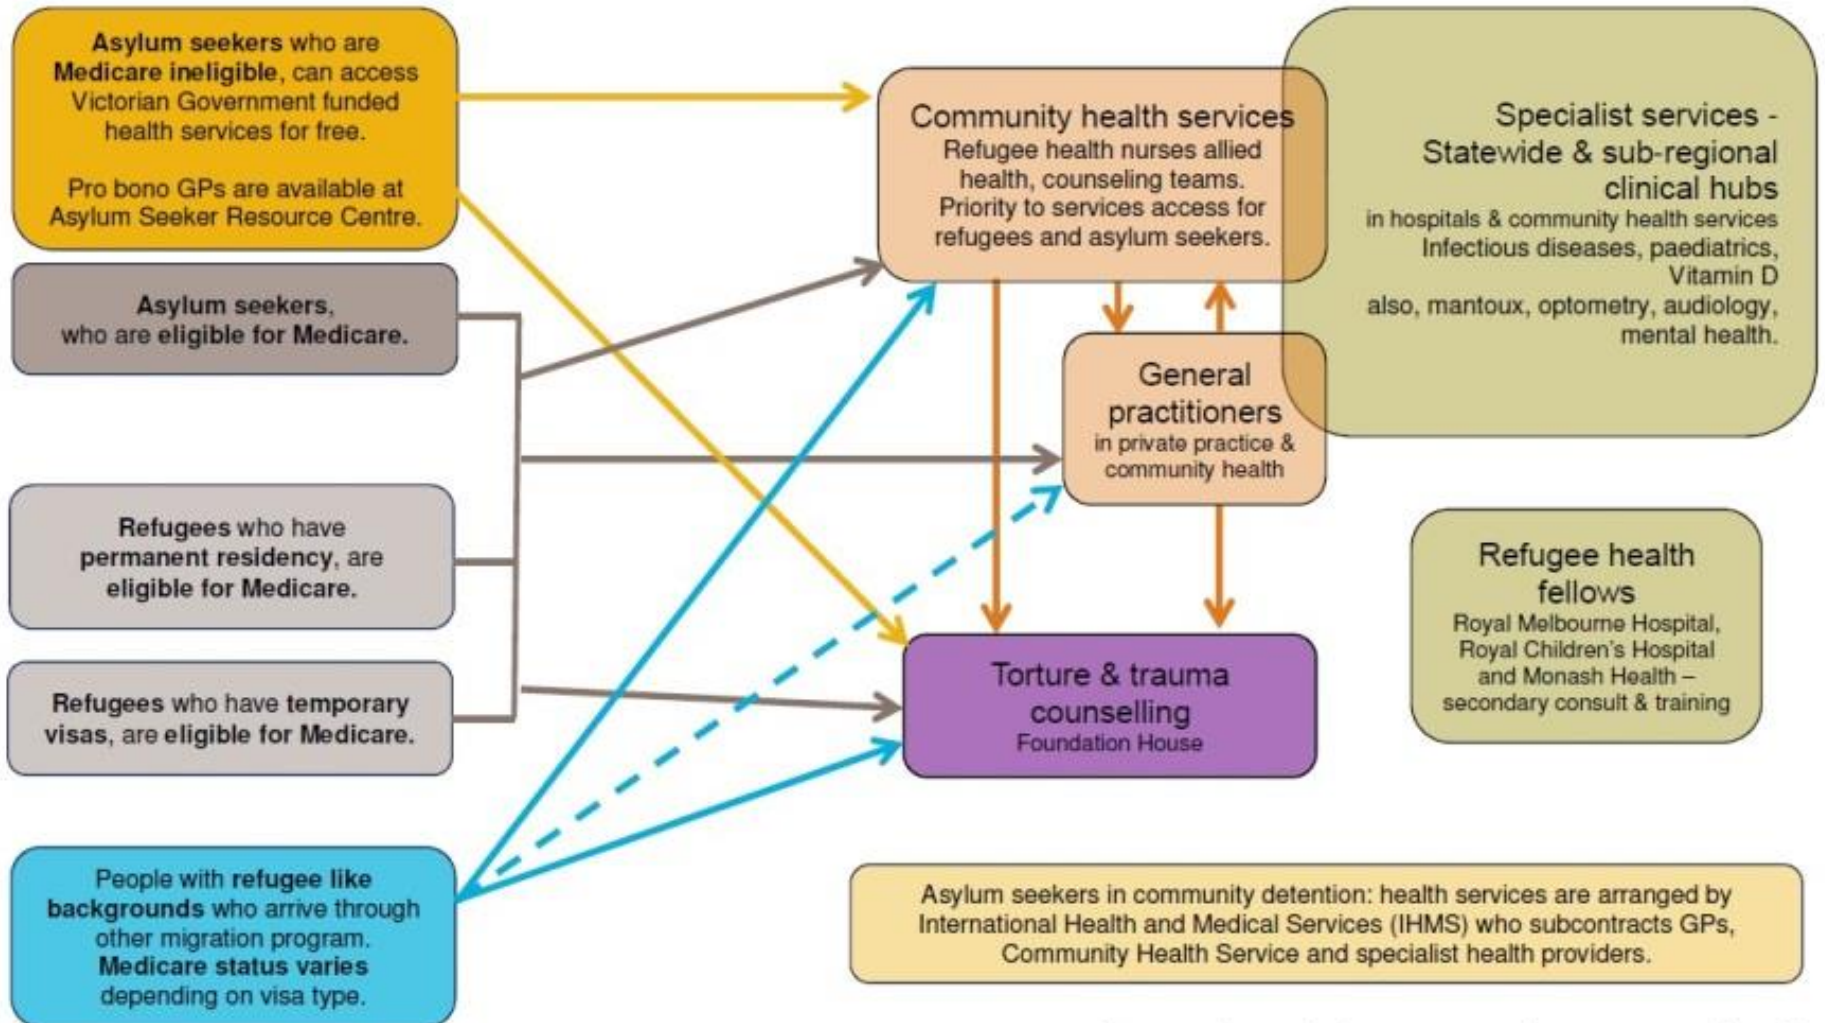 Asylum seekers who are
Medicare ineligible, can access
Victorian Government funded
health services for free.
Pro bono GPs are available at
Asylum Seeker Resource Centre.
Asylum seekers,
who are eligible for Medicare.
Refugees who have
permanent residency, are
eligible for Medicare.
Refugees who have temporary
visas, are eligible for Medicare.
People with refugee like
backgrounds who arrive through
other migration program.
Medicare status varies
depending on visa type.
Community health services
Refugee health nurses allied
health, counseling teams.
Priority to services access for
refugees and asylum seekers.
General
practitioners
in private practice &
community health
Torture & trauma
counselling
Foundation House
Specialist services -
Statewide & sub-regional
clinical hubs
in hospitals & community health services
Infectious diseases, paediatrics,
Vitamin D
also, mantoux, optometry, audiology,
mental health.
Refugee health
fellows
Royal Melbourne Hospital,
Royal Children's Hospital
and Monash Health –
secondary consult & training
Asylum seekers in community detention: health services are arranged by
International Health and Medical Services (IHMS) who subcontracts GPs,
Community Health Service and specialist health providers.